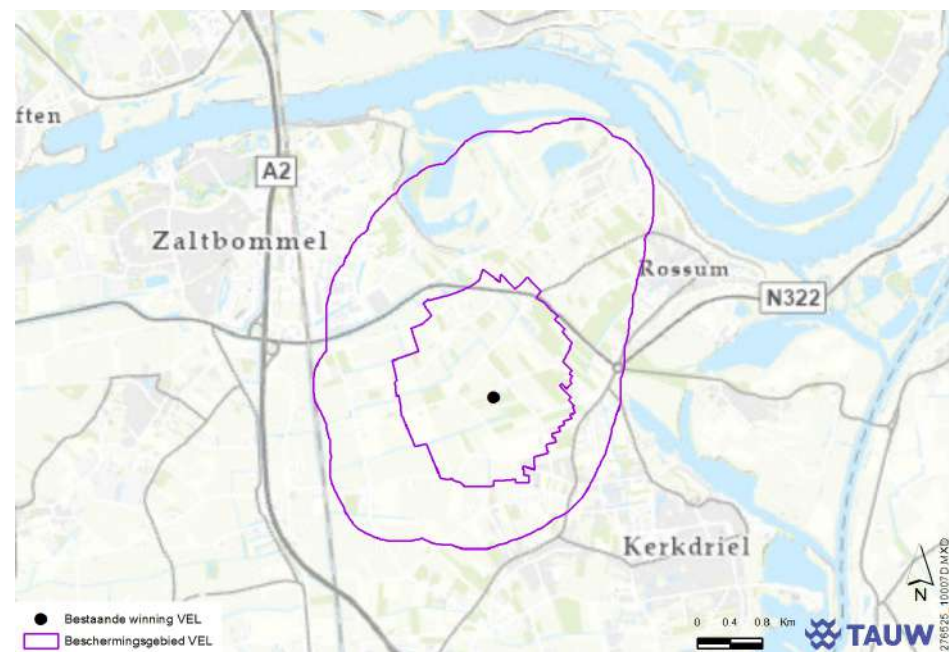 ften
A2
Zaltbommel
Rossum
N322
Kerkdriel
N
Bestaande winning VEL
Beschermingsgebied VEL
0 0.4 0.8 Km
TAUW